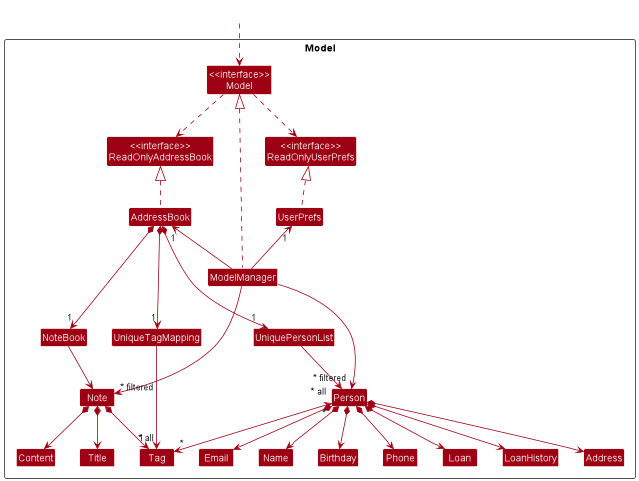 Model
<<interface>>
Model
<<interface>>
ReadOnlyAddressBook
<<interface>>
ReadOnlyUserPrefs
AddressBook
UserPrefs
1
1
ModelManager
1
1
1
NoteBook
UniqueTagMapping
UniquePersonList
* filtered
* filtered
* all
Note
Person
all
*
Content
Title
Tag
Email
Name
Birthday
Phone
Loan
LoanHistory
Address